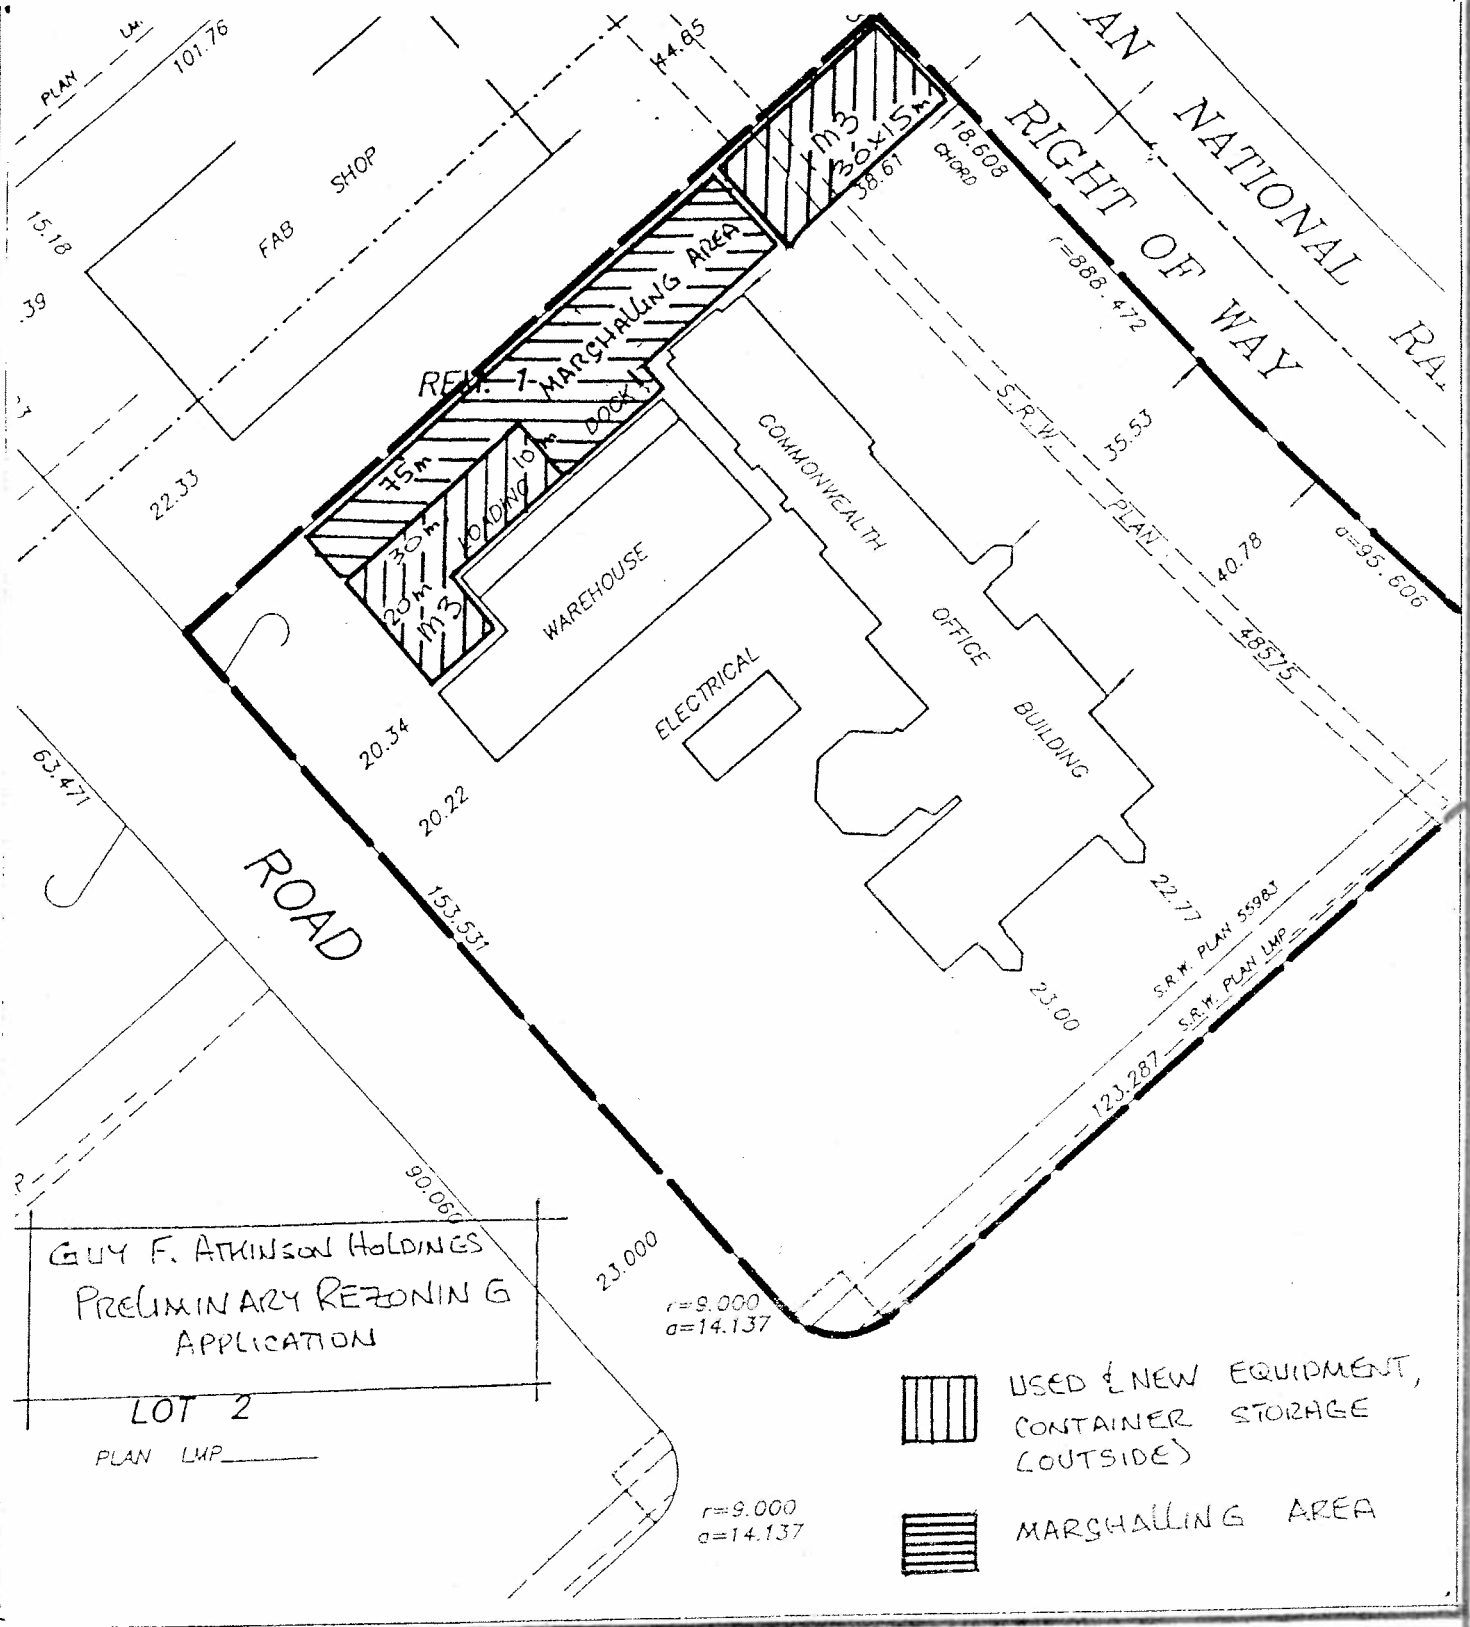 PLAN
101.76
44.85
AN NATIONAL RA
RIGHT OF WAY
FAB SHOP
15.18
.39
22.33
M3
30x15m
38.61
18.608
CHORD
r=888.472
MARSHALLING AREA
REM. 1
75m
LOADING DOCK
10m
30m
20m
M3
WAREHOUSE
COMMONWEALTH
OFFICE
BUILDING
ELECTRICAL
S.R.W.
PLAN
48575
35.53
40.78
a=95.606
63.471
20.34
20.22
ROAD
153.531
22.77
23.00
S.R.W. PLAN 55983
S.R.W. PLAN LMP
123.287
90.060
23.000
r=9.000
a=14.137
GUY F. ATKINSON HOLDINGS
PRELIMINARY REZONING
APPLICATION
LOT 2
PLAN LMP
USED & NEW EQUIPMENT,
CONTAINER STORAGE
(OUTSIDE)
r=9.000
a=14.137
MARSHALLING AREA